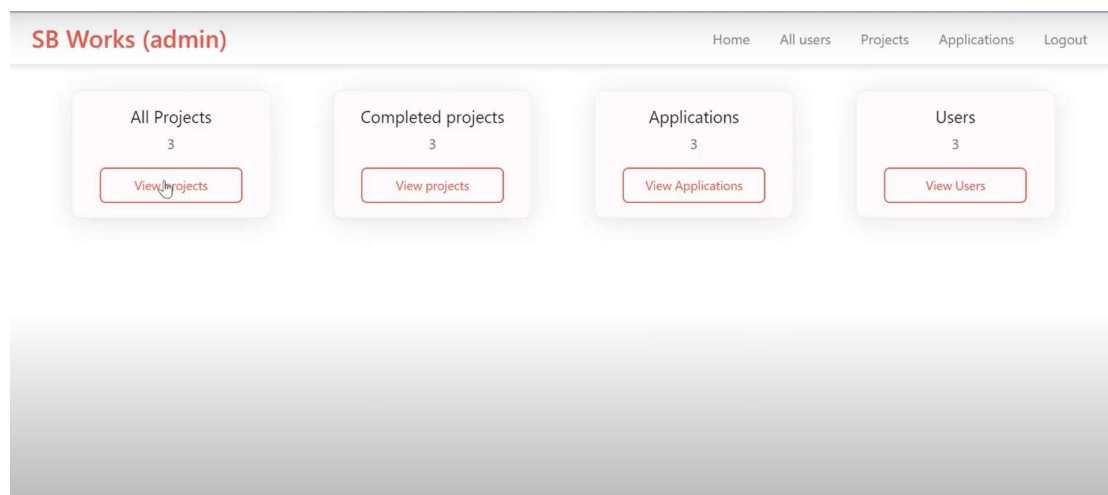 SB Works (admin)
Home All users Projects Applications Logout
All Projects
3
View projects
Completed projects
3
View projects
Applications
3
View Applications
Users
3
View Users